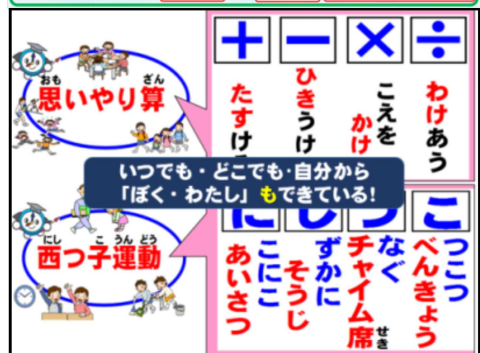 思いやり算
おも ざん
+ − × ÷
たすけ
ひきうけ
こえを
かけ
わけあう
いつでも・どこでも・自分から
「ぼく・わたし」もできている!
西つ子運動
にし こ うんどう
に し つ こ
こにこ
あいさつ
ずかに
そうじ
なぐ
チャイム席
せき
つこつ
べんきょう